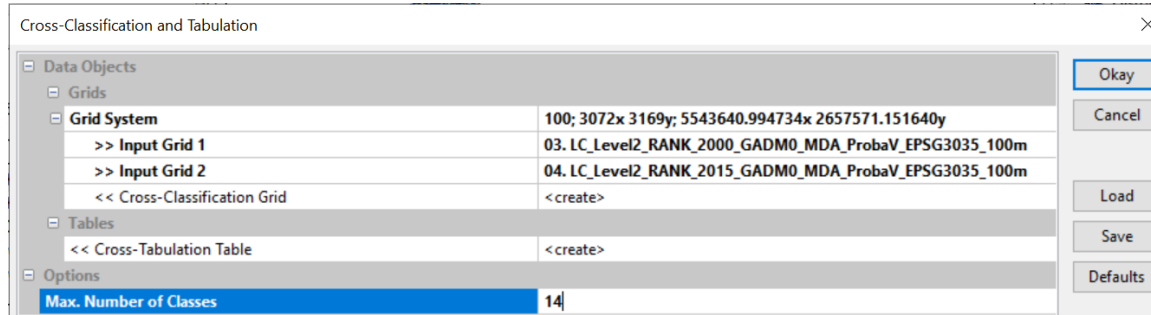 Cross-Classification and Tabulation
Data Objects
Okay
Grids
Grid System 100; 3072x 3169y; 5543640.994734x 2657571.151640y
Cancel
>> Input Grid 1 03. LC_Level2_RANK_2000_GADM0_MDA_ProbaV_EPSG3035_100m
>> Input Grid 2 04. LC_Level2_RANK_2015_GADM0_MDA_ProbaV_EPSG3035_100m
<< Cross-Classification Grid <create>
Load
Tables
Save
<< Cross-Tabulation Table <create>
Options
Defaults
Max. Number of Classes 14